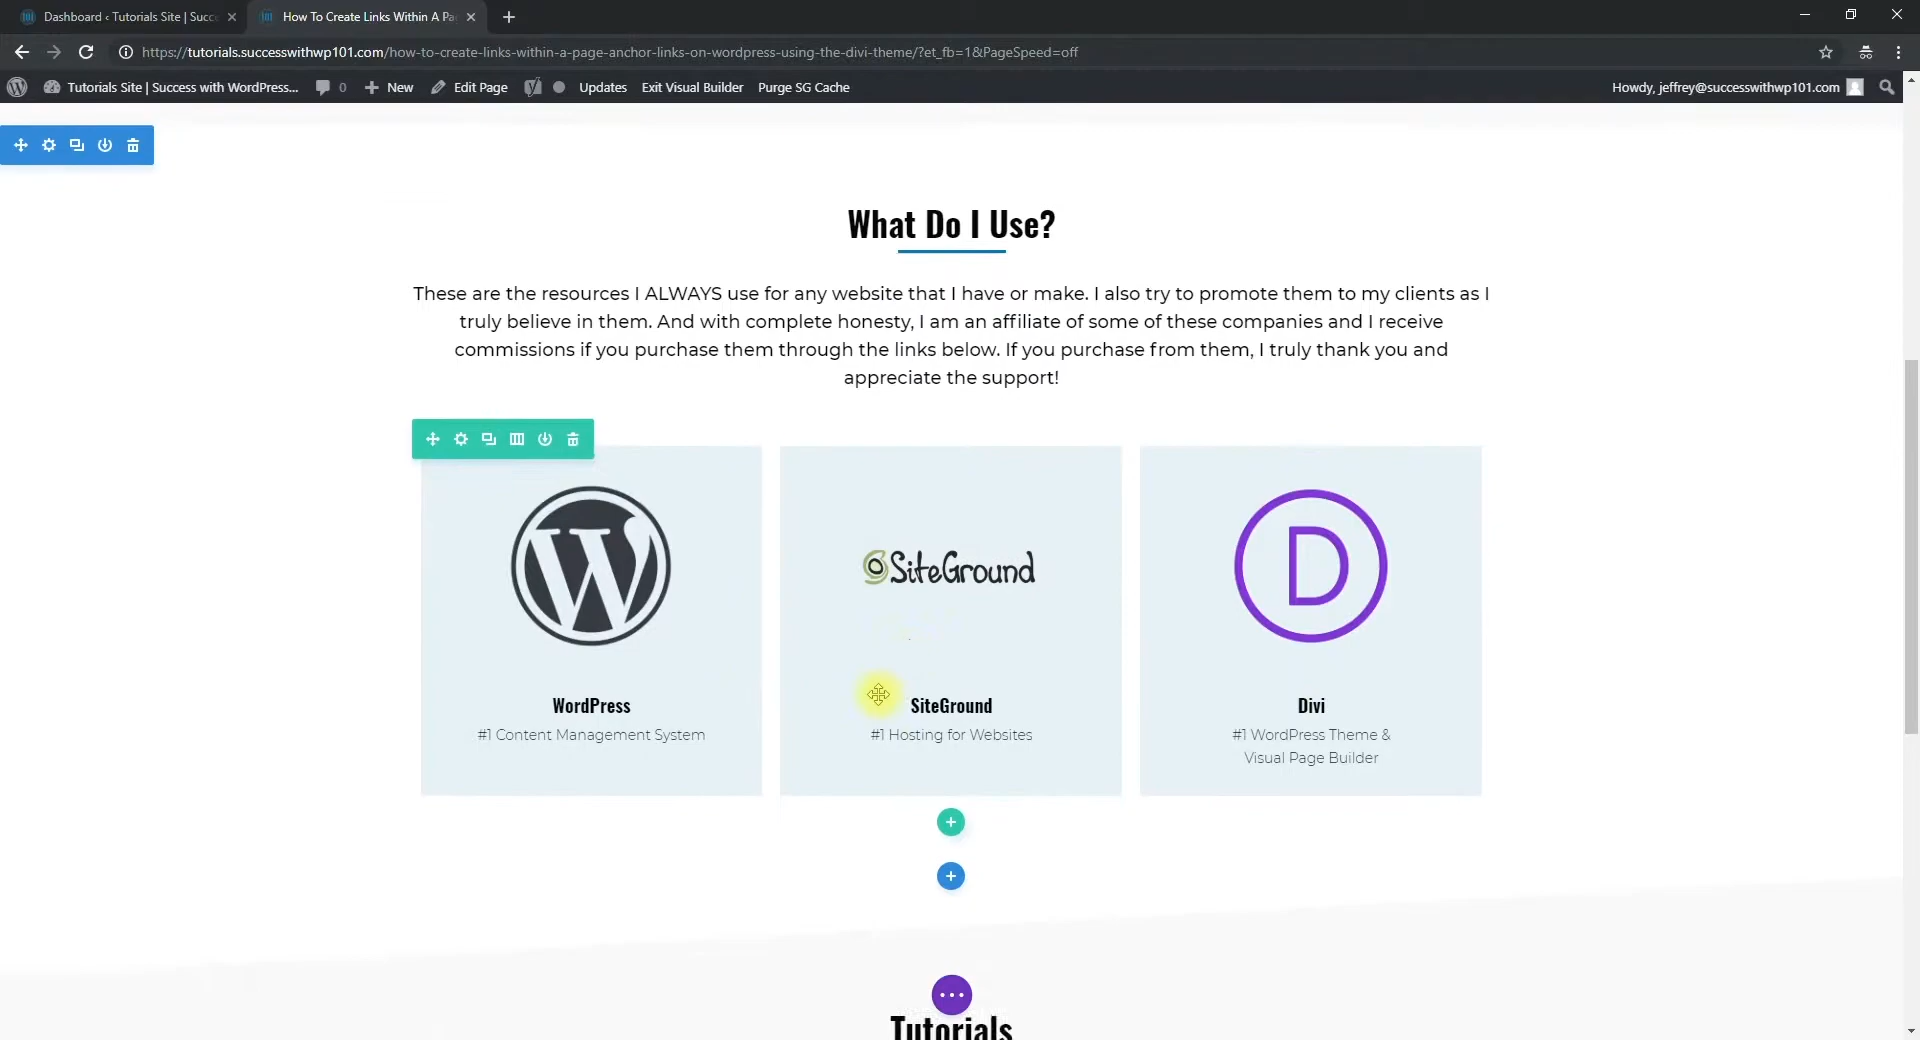 Dashboard ‹ Tutorials Site | Succ
How To Create Links Within A Pa
https://tutorials.successwithwp101.com/how-to-create-links-within-a-page-anchor-links-on-wordpress-using-the-divi-theme/?et_fb=1&PageSpeed=off
Tutorials Site | Success with WordPress... 0 New Edit Page Updates Exit Visual Builder Purge SG Cache Howdy, jeffrey@successwithwp101.com
What Do I Use?
These are the resources I ALWAYS use for any website that I have or make. I also try to promote them to my clients as I
truly believe in them. And with complete honesty, I am an affiliate of some of these companies and I receive
commissions if you purchase them through the links below. If you purchase from them, I truly thank you and
appreciate the support!
SiteGround
WordPress
#1 Content Management System
SiteGround
#1 Hosting for Websites
Divi
#1 WordPress Theme &
Visual Page Builder
Tutorials